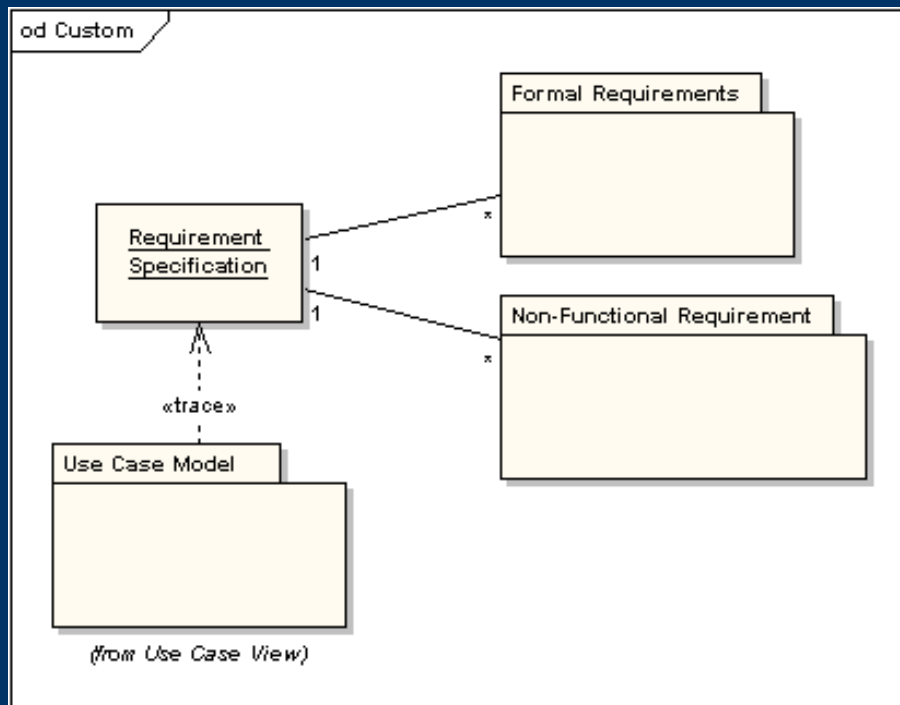 od Custom
Formal Requirements
*
Requirement
Specification
1
1
Non-Functional Requirement
*
«trace»
Use Case Model
(from Use Case View)